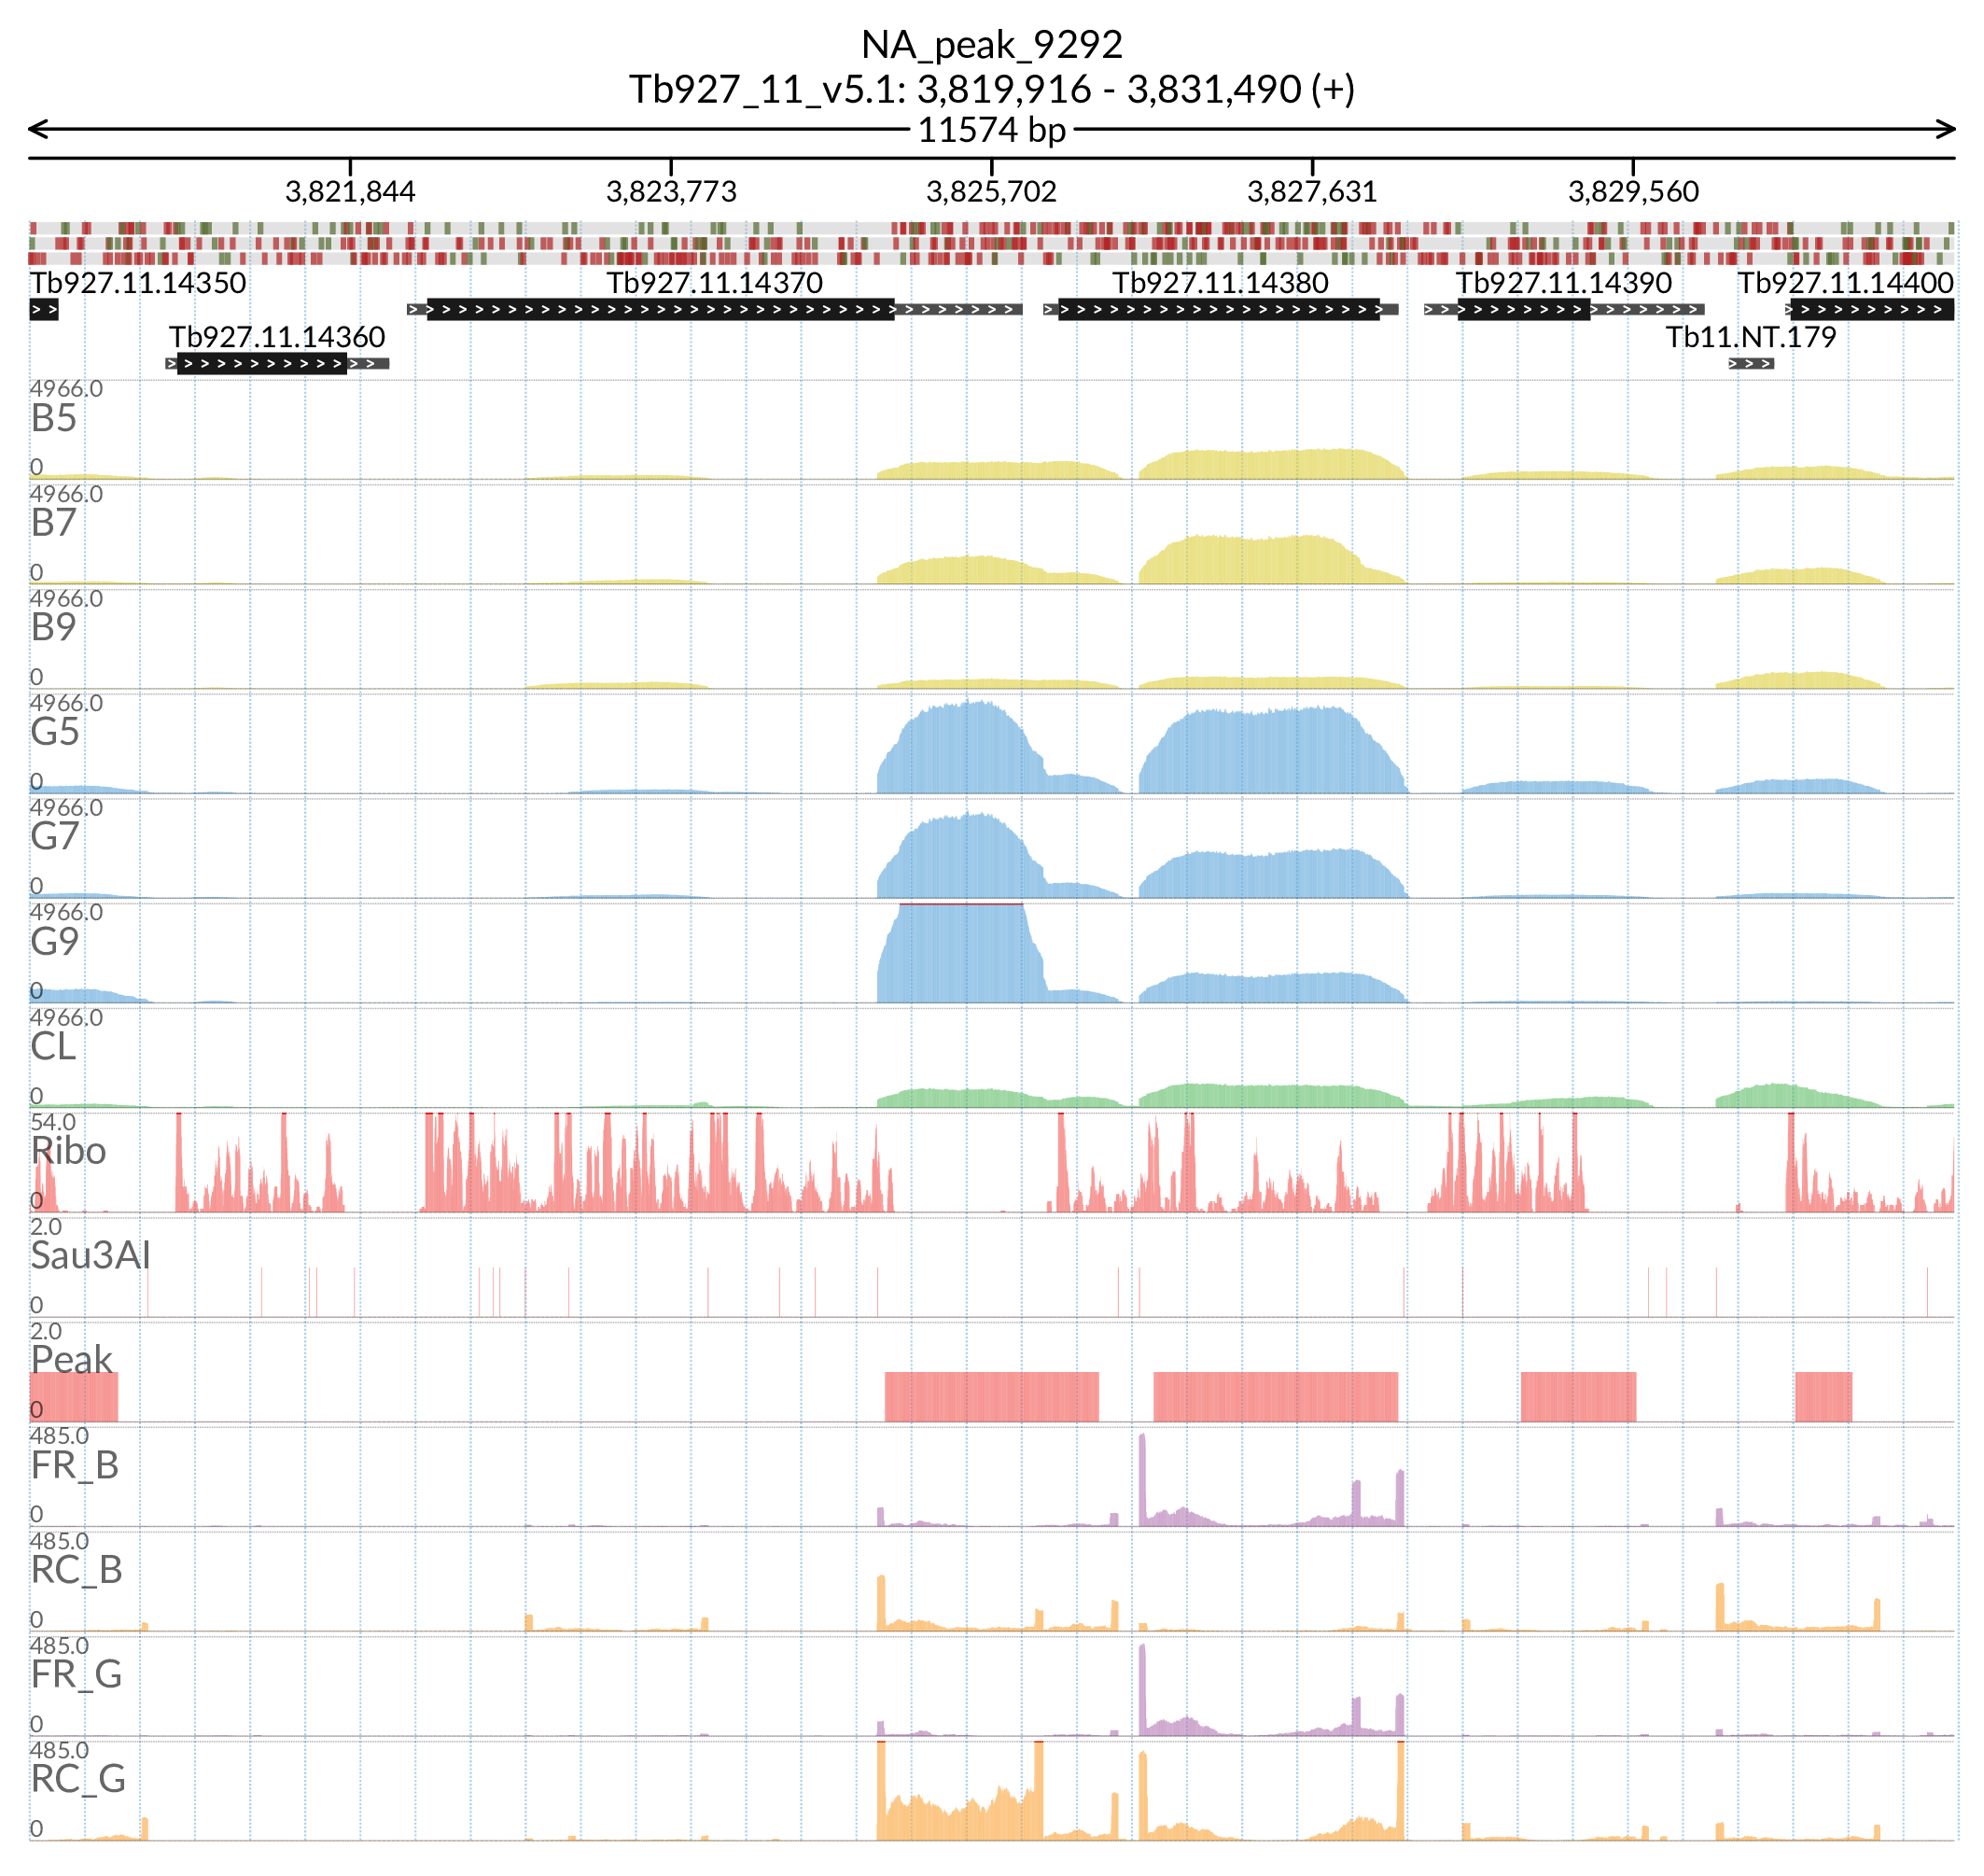 NA_peak_9292
Tb927_11_v5.1: 3,819,916 - 3,831,490 (+)
11574 bp
3,821,844 3,823,773 3,825,702 3,827,631 3,829,560
Tb927.11.14350 Tb927.11.14370 Tb927.11.14380 Tb927.11.14390 Tb927.11.14400
Tb927.11.14360 Tb11.NT.179
4966.0
B5
0
4966.0
B7
0
4966.0
B9
0
4966.0
G5
0
4966.0
G7
0
4966.0
G9
0
4966.0
CL
0
54.0
Ribo
0
2.0
Sau3AI
0
2.0
Peak
0
485.0
FR_B
0
485.0
RC_B
0
485.0
FR_G
0
485.0
RC_G
0